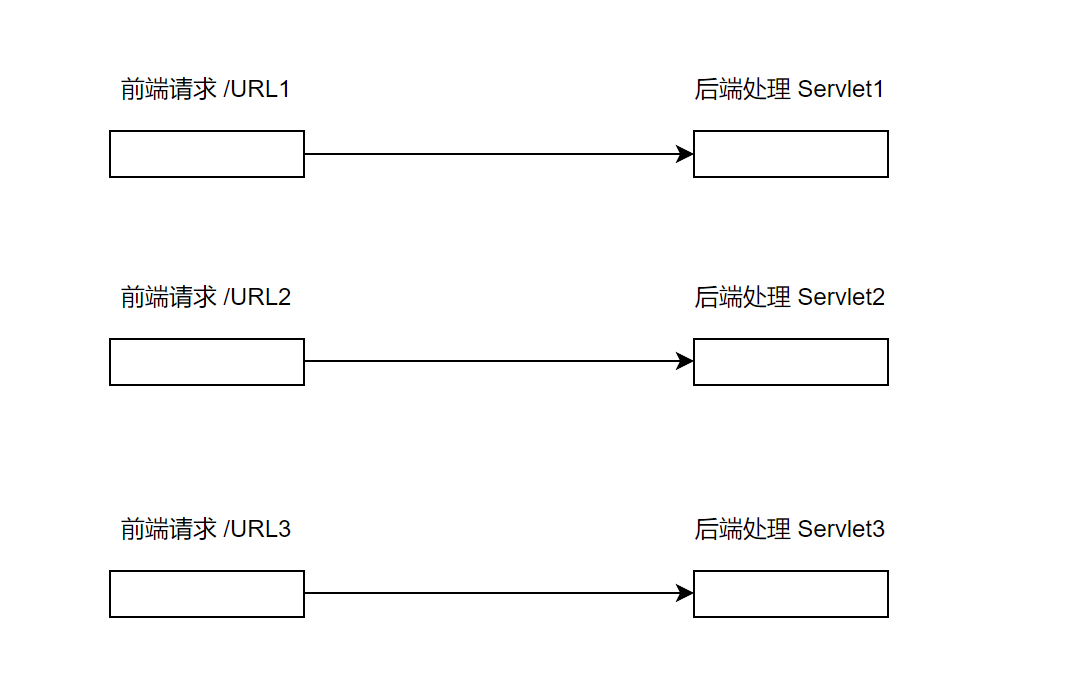 前端请求 /URL1
后端处理 Servlet1
前端请求 /URL2
后端处理 Servlet2
前端请求 /URL3
后端处理 Servlet3